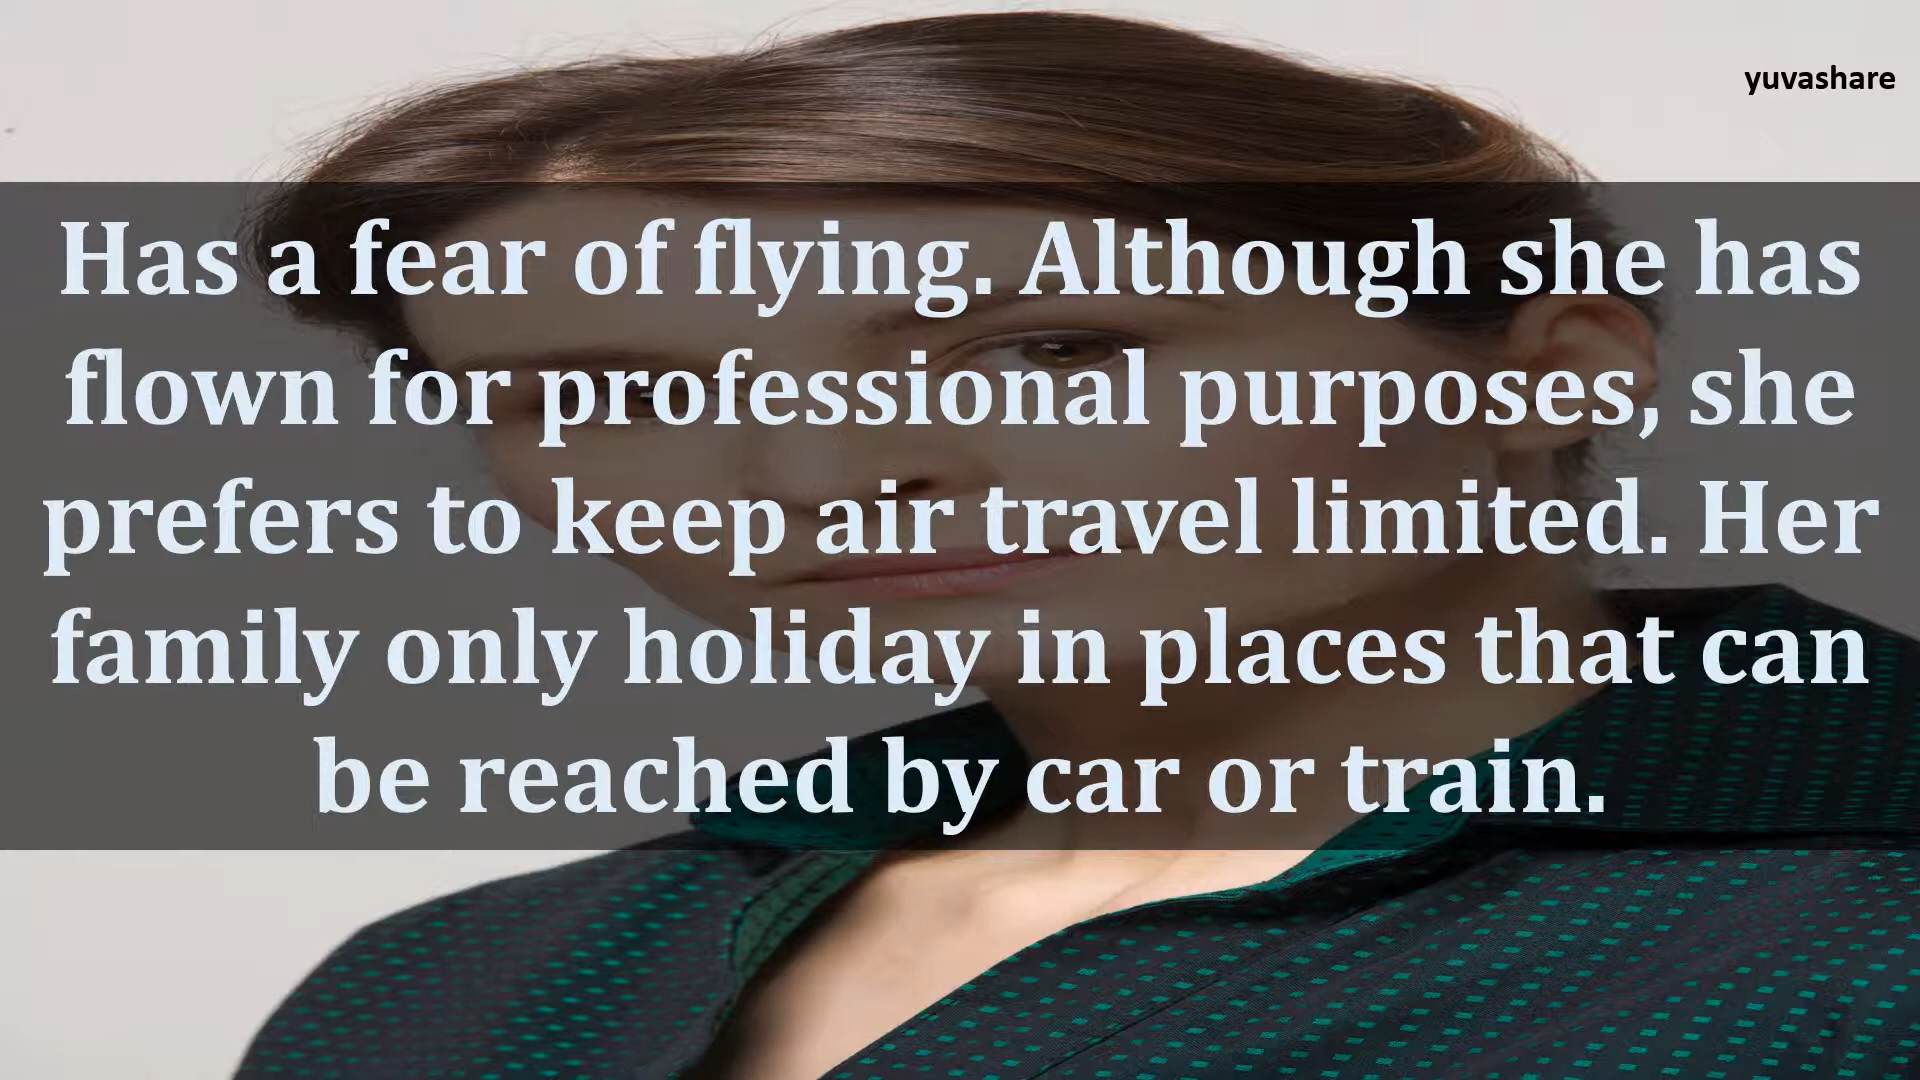 yuvashare
Has a fear of flying. Although she has
flown for professional purposes, she
prefers to keep air travel limited. Her
family only holiday in places that can
be reached by car or train.